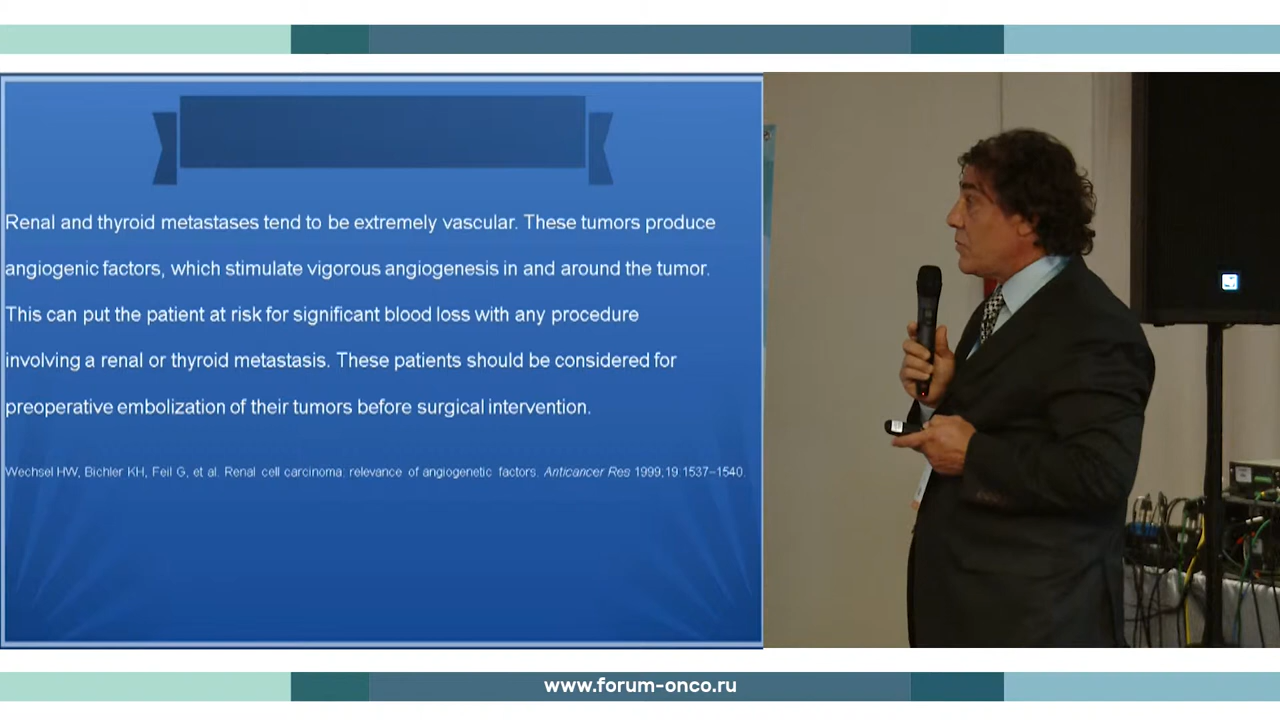 Renal and thyroid metastases tend to be extremely vascular. These tumors produce
angiogenic factors, which stimulate vigorous angiogenesis in and around the tumor.
This can put the patient at risk for significant blood loss with any procedure
involving a renal or thyroid metastasis. These patients should be considered for
preoperative embolization of their tumors before surgical intervention.
Wechsel HW, Bichler KH, Feil G, et al. Renal cell carcinoma: relevance of angiogenetic factors. Anticancer Res 1999;19:1537–1540.
www.forum-onco.ru